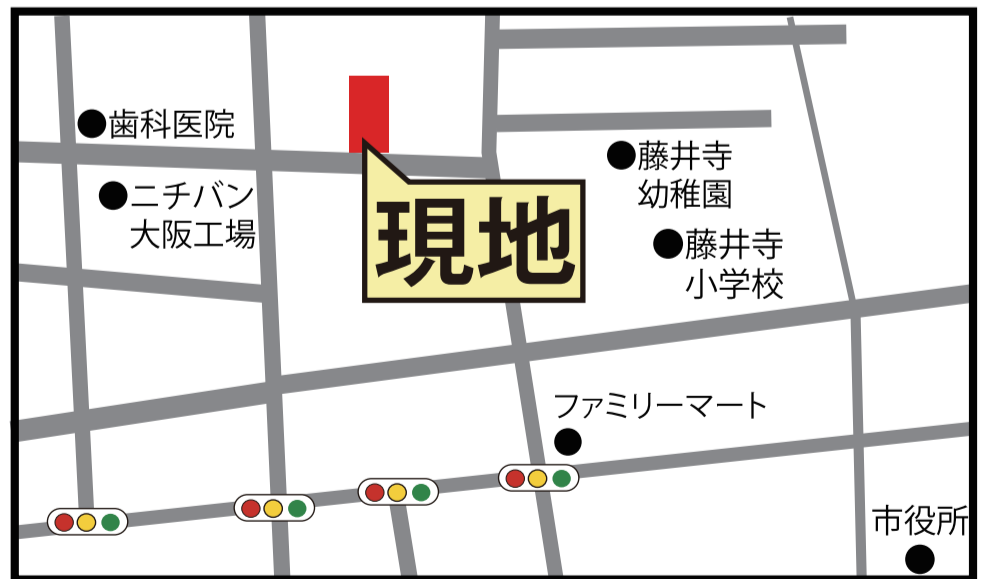 歯科医院
ニチバン
大阪工場
現地
藤井寺
幼稚園
藤井寺
小学校
ファミリーマート
市役所